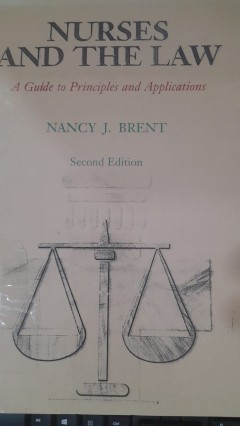 NURSES
AND THE LAW
A Guide to Principles and Applications
NANCY J. BRENT
Second Edition